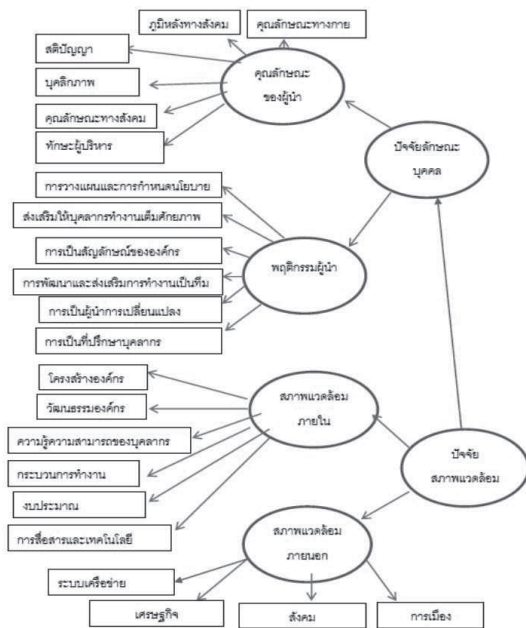 ภูมิหลังทางสังคม
คุณลักษณะทางกาย
สติปัญญา
บุคลิกภาพ
คุณลักษณะทางสังคม
ทักษะผู้บริหาร
คุณลักษณะ
ของผู้นำ
ปัจจัยลักษณะ
บุคคล
การวางแผนและการกำหนดนโยบาย
ส่งเสริมให้บุคลากรทำงานเต็มศักยภาพ
การเป็นสัญลักษณ์ขององค์กร
การพัฒนาและส่งเสริมการทำงานเป็นทีม
การเป็นผู้นำการเปลี่ยนแปลง
การเป็นที่ปรึกษาบุคลากร
พฤติกรรมผู้นำ
โครงสร้างองค์กร
วัฒนธรรมองค์กร
ความรู้ความสามารถของบุคลากร
กระบวนการทำงาน
งบประมาณ
การสื่อสารและเทคโนโลยี
สภาพแวดล้อม
ภายใน
ปัจจัย
สภาพแวดล้อม
สภาพแวดล้อม
ภายนอก
ระบบเครือข่าย
เศรษฐกิจ
สังคม
การเมือง